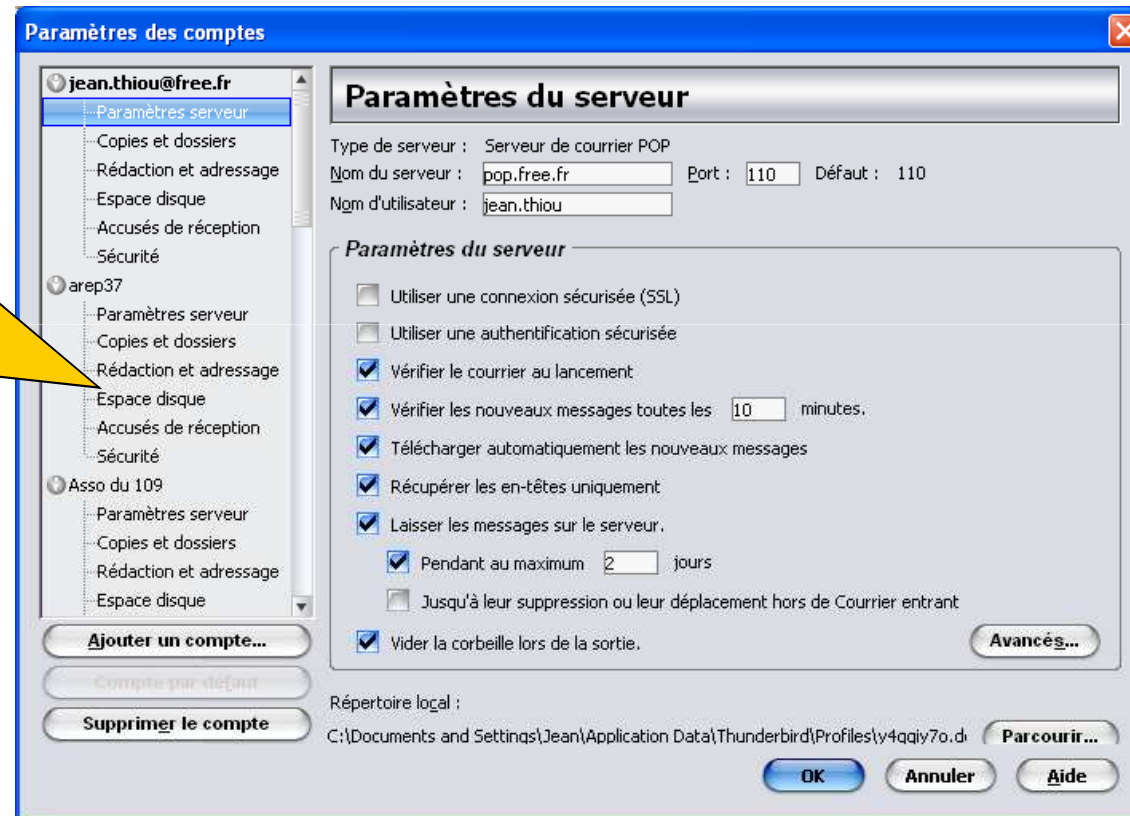 Paramètres des comptes
jean.thiou@free.fr
Paramètres serveur
Copies et dossiers
Rédaction et adressage
Espace disque
Accusés de réception
Sécurité
arep37
Paramètres serveur
Copies et dossiers
Rédaction et adressage
Espace disque
Accusés de réception
Sécurité
Asso du 109
Paramètres serveur
Copies et dossiers
Rédaction et adressage
Espace disque
Ajouter un compte...
Compte par défaut
Supprimer le compte
Paramètres du serveur
Type de serveur : Serveur de courrier POP
Nom du serveur : pop.free.fr Port : 110 Défaut : 110
Nom d'utilisateur : jean.thiou
Paramètres du serveur
Utiliser une connexion sécurisée (SSL)
Utiliser une authentification sécurisée
Vérifier le courrier au lancement
Vérifier les nouveaux messages toutes les 10 minutes.
Télécharger automatiquement les nouveaux messages
Récupérer les en-têtes uniquement
Laisser les messages sur le serveur.
Pendant au maximum 2 jours
Jusqu'à leur suppression ou leur déplacement hors de Courrier entrant
Vider la corbeille lors de la sortie.
Avancés...
Répertoire local :
C:\Documents and Settings\Jean\Application Data\Thunderbird\Profiles\y4qqiy7o.d
Parcourir...
OK Annuler Aide